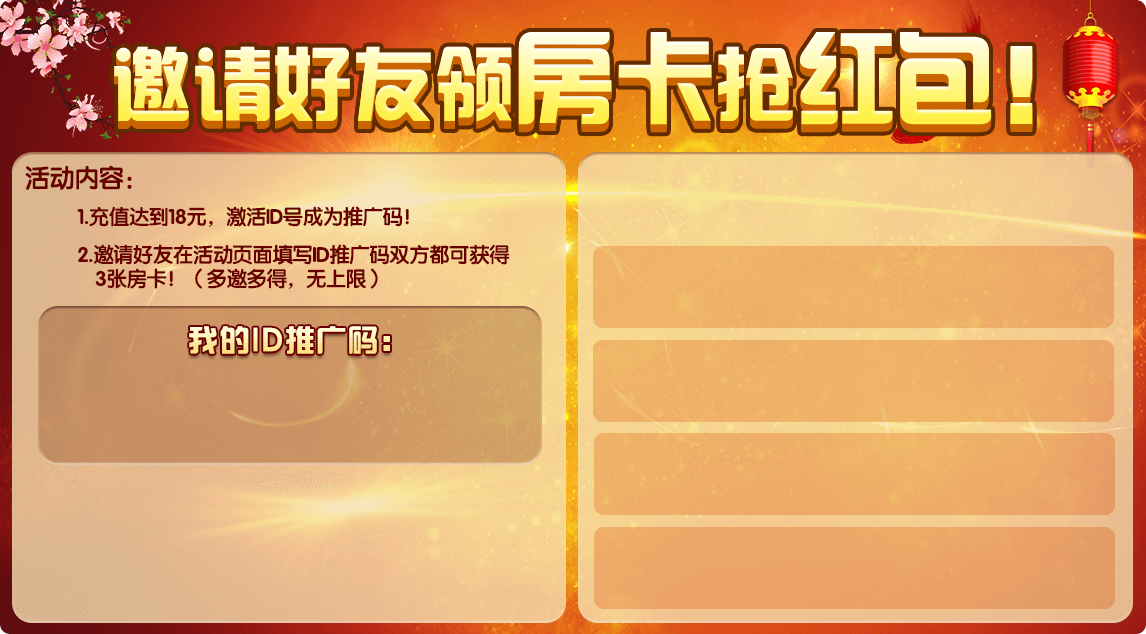 邀请好友领房卡抢红包！
活动内容：
1.充值达到18元，激活ID号成为推广码！
2.邀请好友在活动页面填写ID推广码双方都可获得
3张房卡！（多邀多得，无上限）
我的ID推广码：